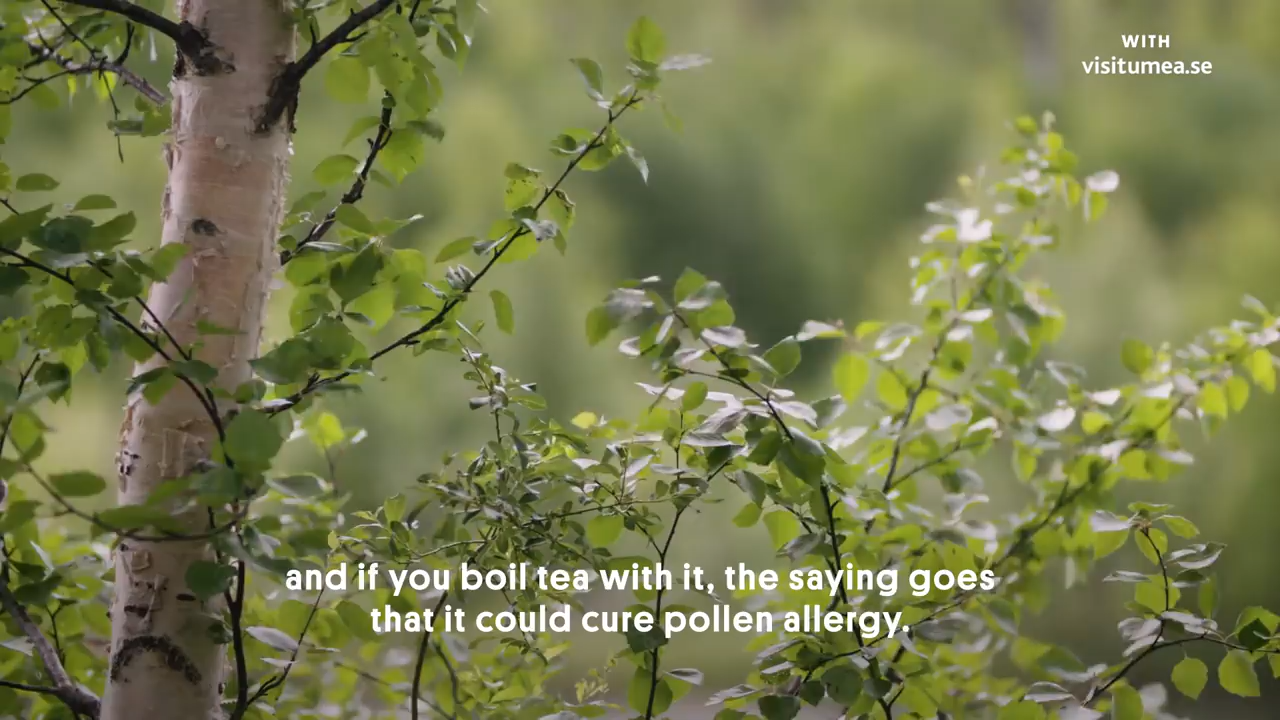 WITH
visitumea.se
and if you boil tea with it, the saying goes
that it could cure pollen allergy.